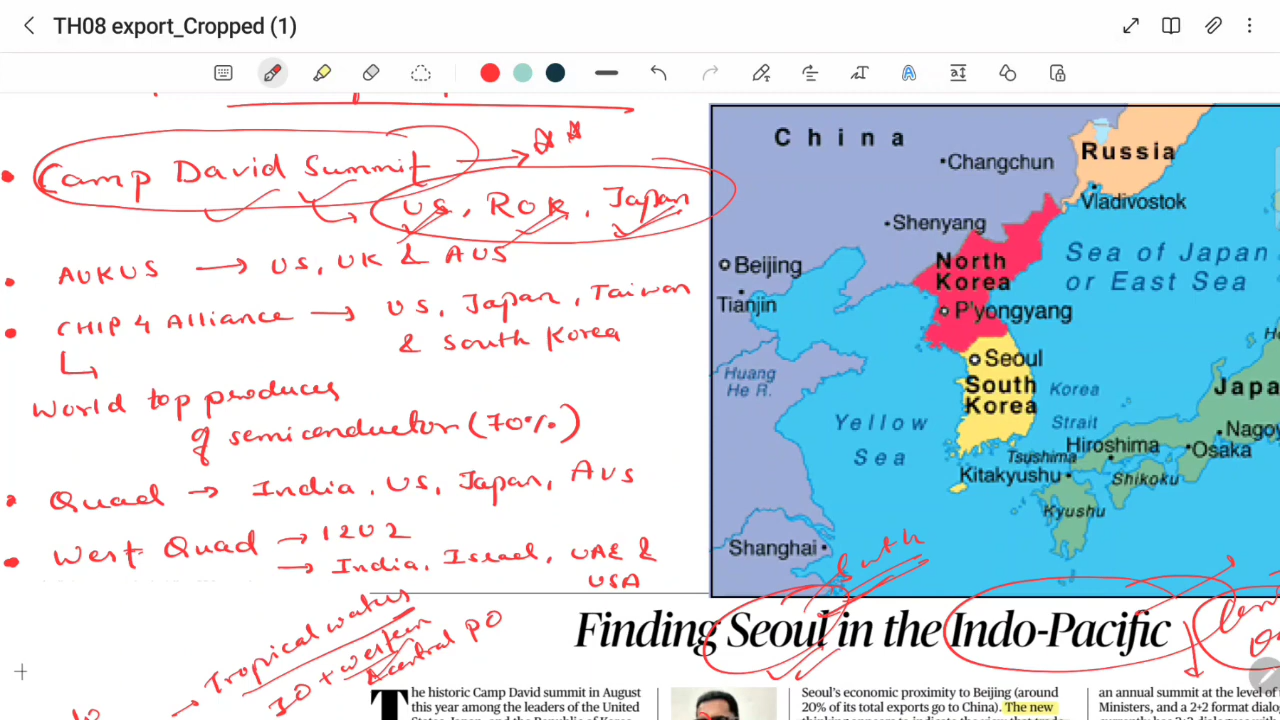 TH08 export_Cropped (1)
Camp David Summit
US, ROK, Japan
AUKUS → US, UK & AUS
CHIP 4 Alliance → US, Japan, Taiwan
& South Korea
World top produces
of semiconductor (70%)
Quad → India, US, Japan, AUS
West Quad → I2U2
→ India, Israel, UAE &
USA
→ Tropical waters
IO + western
& central PO
China
Changchun
Russia
Vladivostok
Shenyang
Beijing
North
Korea
Sea of Japan
or East Sea
Tianjin
P'yongyang
Seoul
Huang
He R.
South
Korea
Korea
Strait
Japa
Yellow
Sea
Hiroshima
Nagoy
Osaka
Tsushima
Kitakyushu
Shikoku
Kyushu
Shanghai
South
Finding Seoul in the Indo-Pacific
The historic Camp David summit in August
this year among the leaders of the United
Seoul's economic proximity to Beijing (around
20% of its total exports go to China). The new
an annual summit at the level of
Ministers, and a 2+2 format dialo